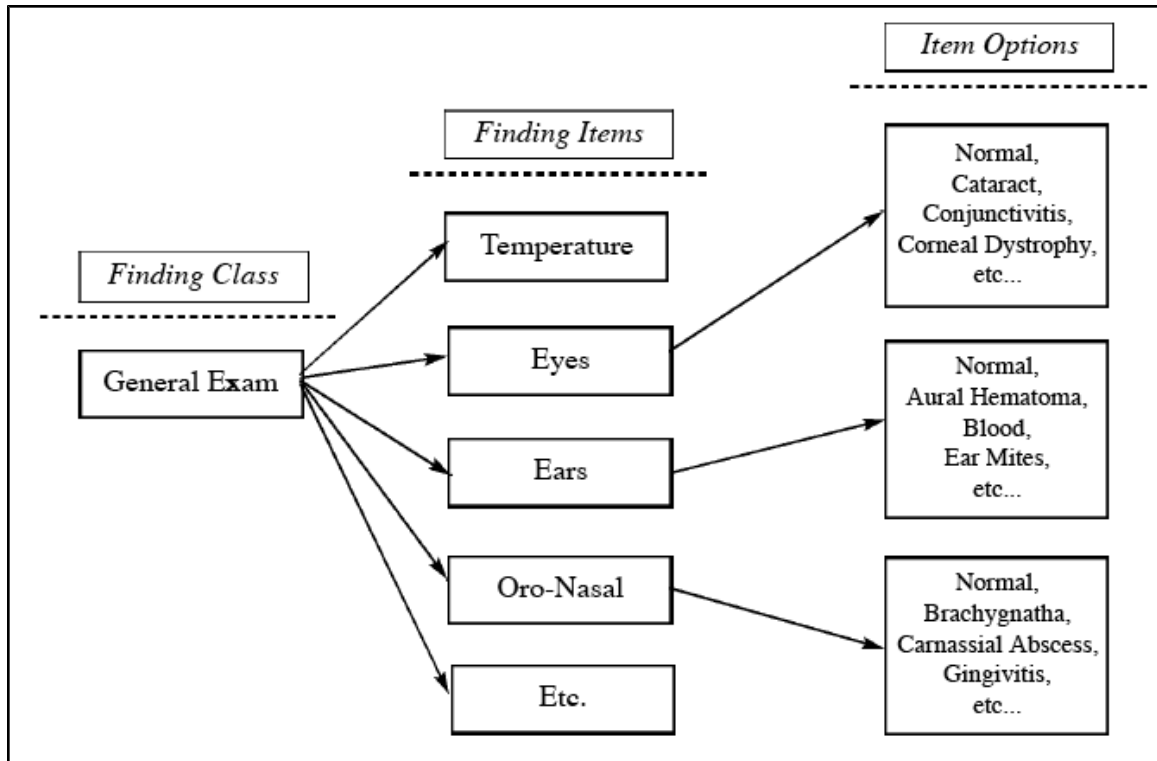 Finding Class
General Exam
Finding Items
Temperature
Eyes
Ears
Oro-Nasal
Etc.
Item Options
Normal,
Cataract,
Conjunctivitis,
Corneal Dystrophy,
etc...
Normal,
Aural Hematoma,
Blood,
Ear Mites,
etc...
Normal,
Brachygnatha,
Carnassial Abscess,
Gingivitis,
etc...